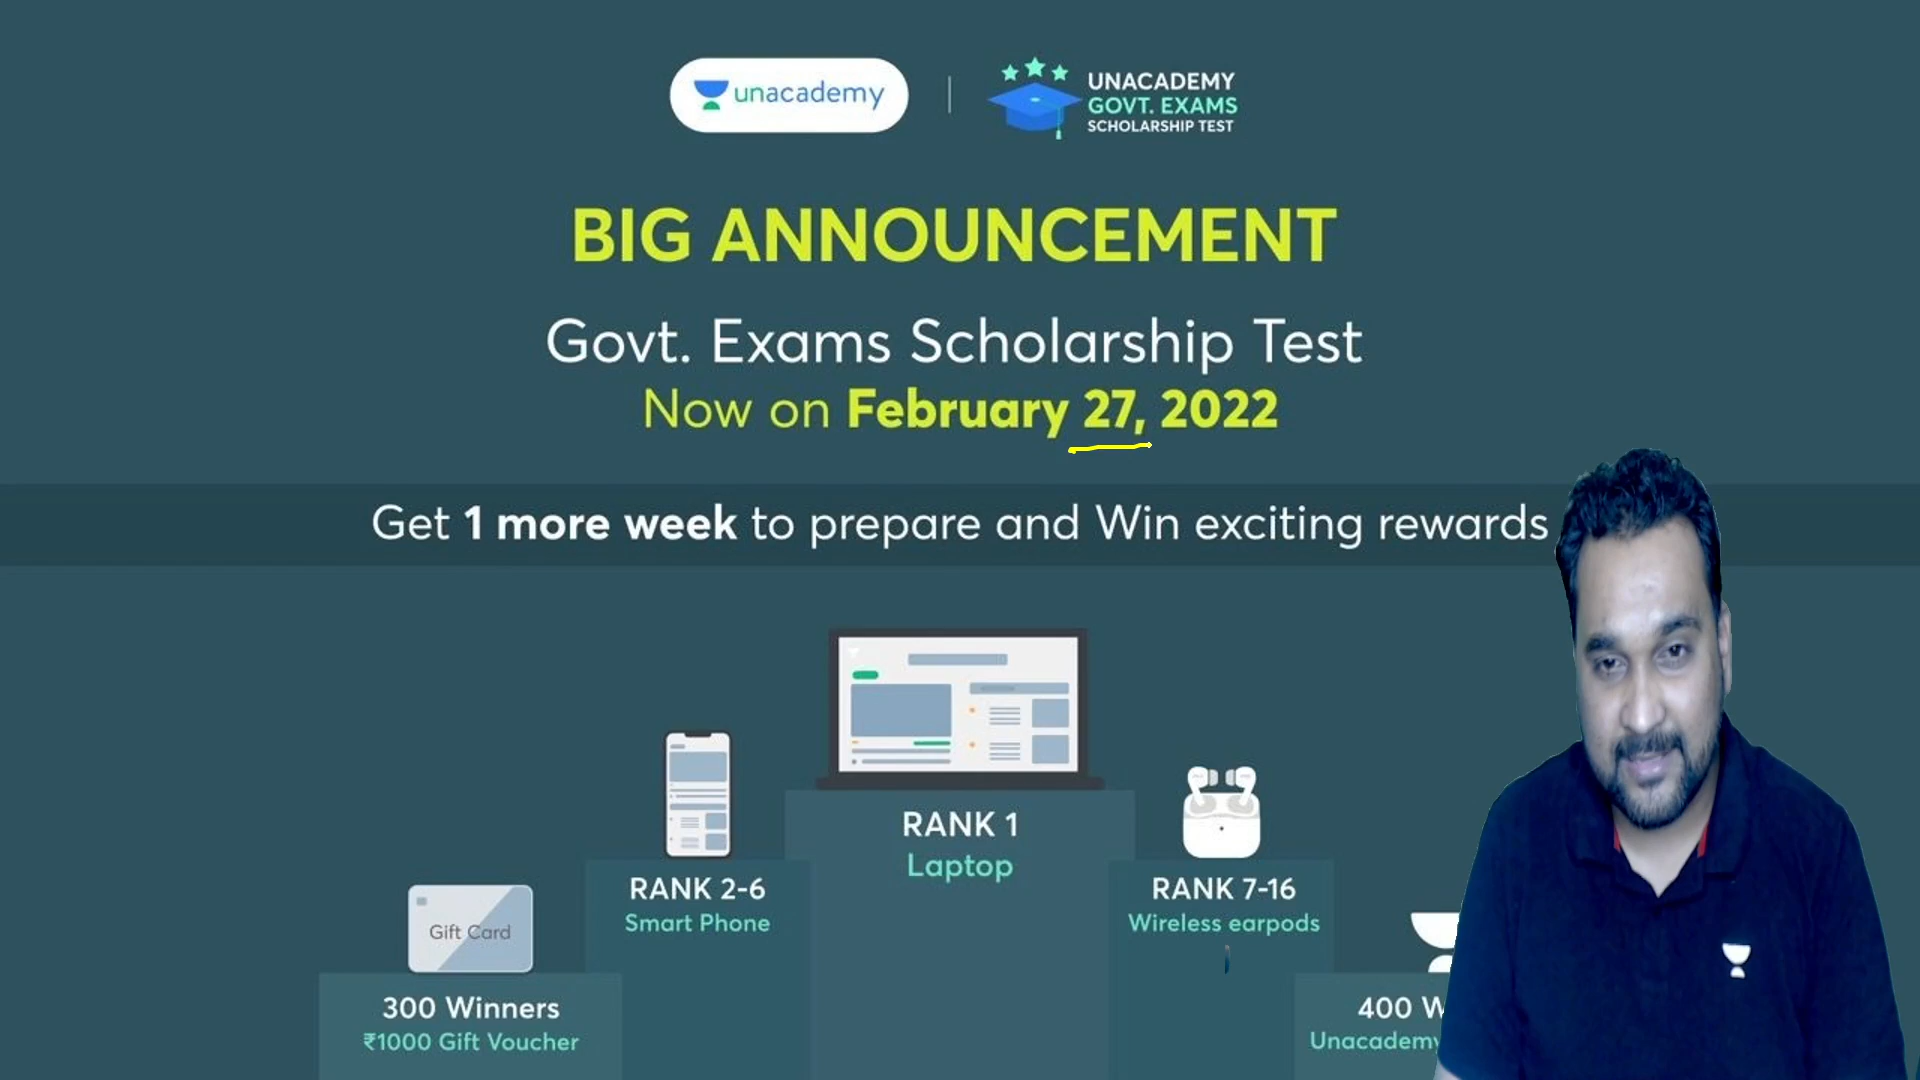 unacademy
UNACADEMY
GOVT. EXAMS
SCHOLARSHIP TEST
BIG ANNOUNCEMENT
Govt. Exams Scholarship Test
Now on February 27, 2022
Get 1 more week to prepare and Win exciting rewards
RANK 1
Laptop
RANK 2-6
Smart Phone
RANK 7-16
Wireless earpods
Gift Card
300 Winners
₹1000 Gift Voucher
400 W
Unacademy